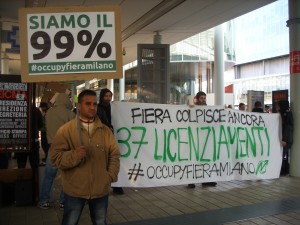 SIAMO IL
99%
#occupyfieramilano
FIERA COLPISCE ANCORA
37 LICENZIAMENTI
#OCCUPYFIERAMILANO